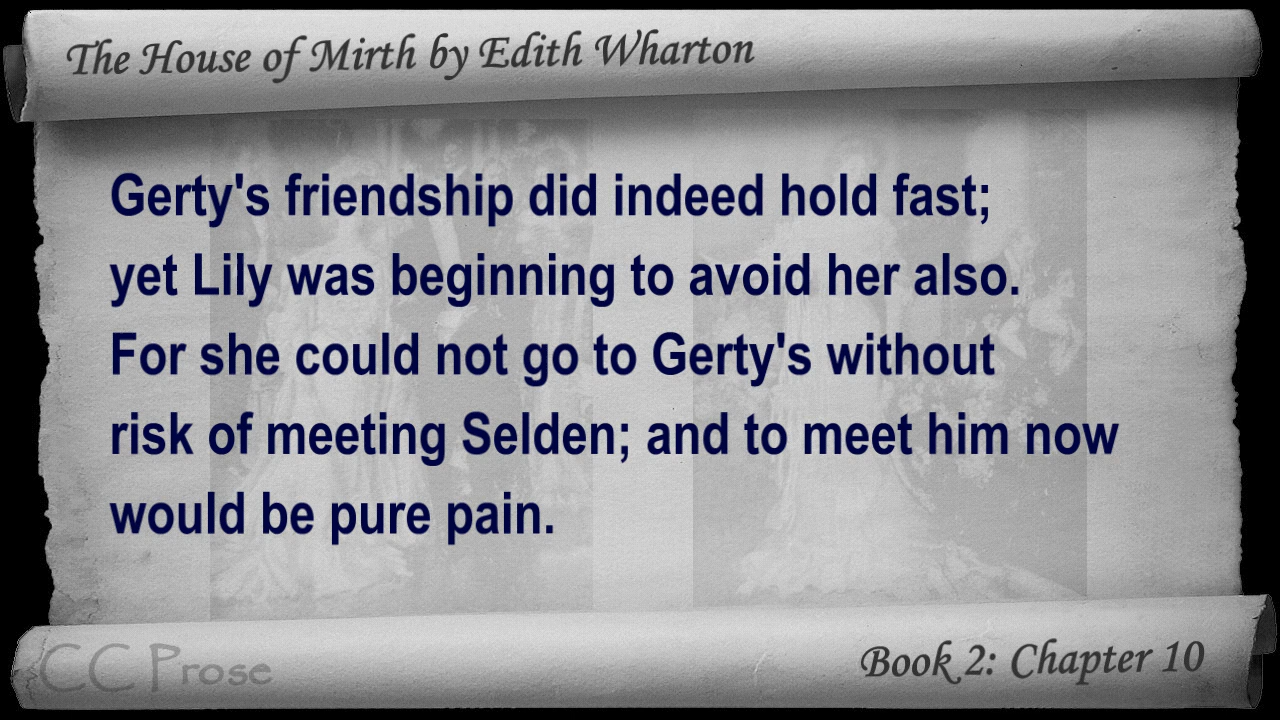 The House of Mirth by Edith Wharton
Gerty's friendship did indeed hold fast;
yet Lily was beginning to avoid her also.
For she could not go to Gerty's without
risk of meeting Selden; and to meet him now
would be pure pain.
CC Prose
Book 2: Chapter 10